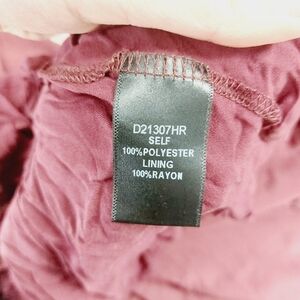 D21307HR
SELF
100%POLYESTER
LINING
100%RAYON